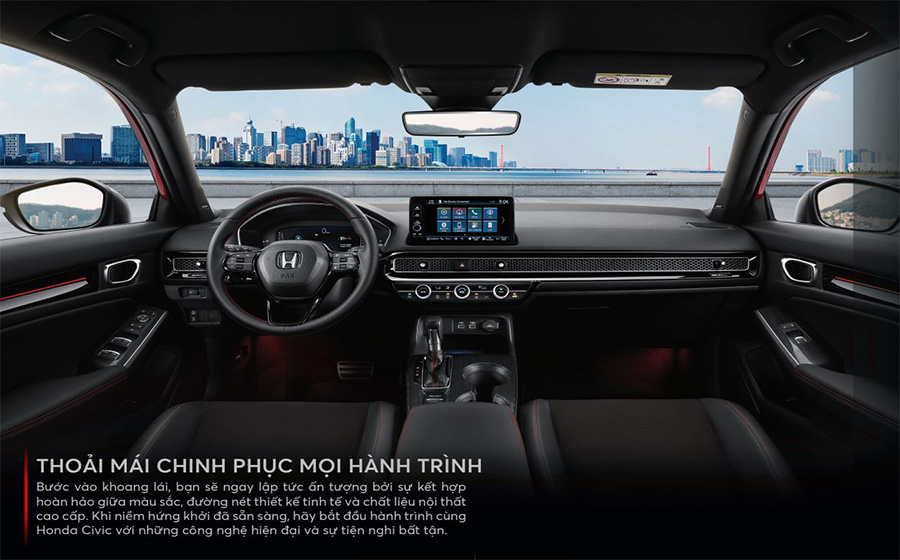 9:04
THOẢI MÁI CHINH PHỤC MỌI HÀNH TRÌNH
Bước vào khoang lái, bạn sẽ ngay lập tức ấn tượng bởi sự kết hợp
hoàn hảo giữa màu sắc, đường nét thiết kế tinh tế và chất liệu nội thất
cao cấp. Khi niềm hứng khởi đã sẵn sàng, hãy bắt đầu hành trình cùng
Honda Civic với những công nghệ hiện đại và sự tiện nghi bất tận.